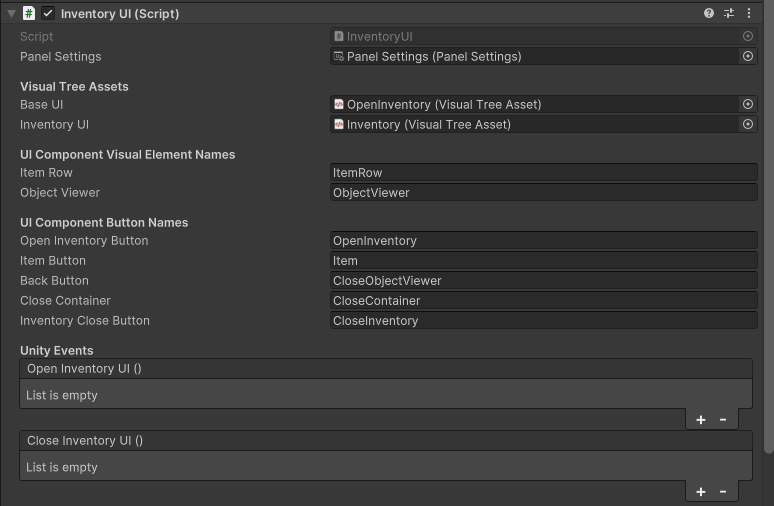 Inventory UI (Script)
Script InventoryUI
Panel Settings Panel Settings (Panel Settings)
Visual Tree Assets
Base UI OpenInventory (Visual Tree Asset)
Inventory UI Inventory (Visual Tree Asset)
UI Component Visual Element Names
Item Row ItemRow
Object Viewer ObjectViewer
UI Component Button Names
Open Inventory Button OpenInventory
Item Button Item
Back Button CloseObjectViewer
Close Container CloseContainer
Inventory Close Button CloseInventory
Unity Events
Open Inventory UI ()
List is empty
+ -
Close Inventory UI ()
List is empty
+ -